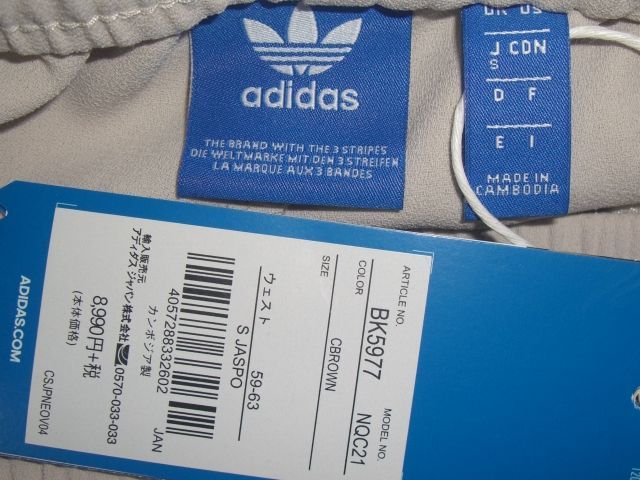 adidas
THE BRAND WITH THE 3 STRIPES
DIE WELTMARKE MIT DEN 3 STREIFEN
LA MARQUE AUX 3 BANDES
UK US
J CDN
S
D F
E I
MADE IN
CAMBODIA
ADIDAS.COM
ARTICLE NO. MODEL NO.
BK5977 NQC21
COLOR
CBROWN
SIZE
ウェスト 59-63
S JASPO
4057288332602 JAN
カンボジア製
輸入販売元
アディダス ジャパン株式会社 0570-033-033
8,990円+税
(本体価格)
CSJPNEOV04